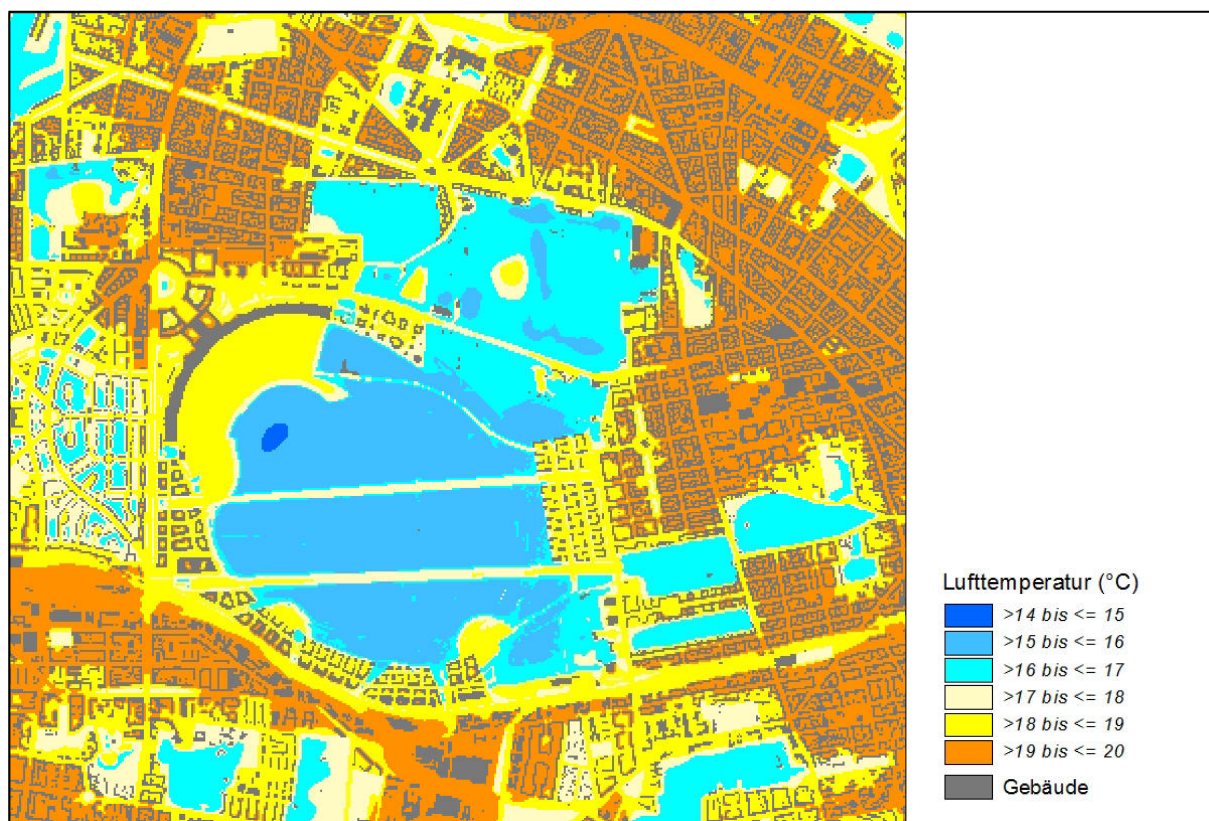 Lufttemperatur (°C)
>14 bis <= 15
>15 bis <= 16
>16 bis <= 17
>17 bis <= 18
>18 bis <= 19
>19 bis <= 20
Gebäude